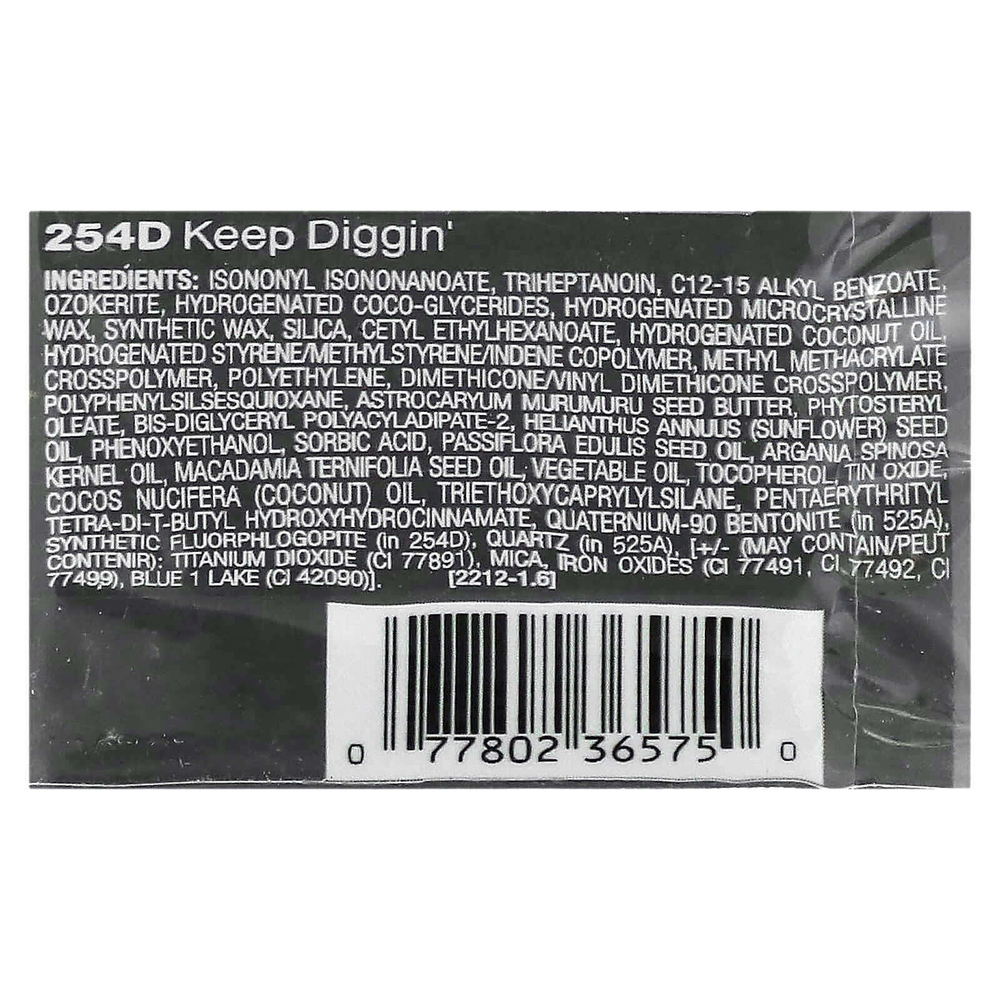 254D Keep Diggin'
INGREDIENTS: ISONONYL ISONONANOATE, TRIHEPTANOIN, C12-15 ALKYL BENZOATE,
OZOKERITE, HYDROGENATED COCO-GLYCERIDES, HYDROGENATED MICROCRYSTALLINE
WAX, SYNTHETIC WAX, SILICA, CETYL ETHYLHEXANOATE, HYDROGENATED COCONUT OIL,
HYDROGENATED STYRENE/METHYLSTYRENE/INDENE COPOLYMER, METHYL METHACRYLATE
CROSSPOLYMER, POLYETHYLENE, DIMETHICONE/VINYL DIMETHICONE CROSSPOLYMER,
POLYPHENYLSILSESQUIOXANE, ASTROCARYUM MURUMURU SEED BUTTER, PHYTOSTERYL
OLEATE, BIS-DIGLYCERYL POLYACYLADIPATE-2, HELIANTHUS ANNUUS (SUNFLOWER) SEED
OIL, PHENOXYETHANOL, SORBIC ACID, PASSIFLORA EDULIS SEED OIL, ARGANIA SPINOSA
KERNEL OIL, MACADAMIA TERNIFOLIA SEED OIL, VEGETABLE OIL, TOCOPHEROL, TIN OXIDE,
COCOS NUCIFERA (COCONUT) OIL, TRIETHOXYCAPRYLYLSILANE, PENTAERYTHRITYL
TETRA-DI-T-BUTYL HYDROXYHYDROCINNAMATE, QUATERNIUM-90 BENTONITE (in 525A),
SYNTHETIC FLUORPHLOGOPITE (in 254D), QUARTZ (in 525A), [+/- (MAY CONTAIN/PEUT
CONTENIR): TITANIUM DIOXIDE (CI 77891), MICA, IRON OXIDES (CI 77491, CI 77492, CI
77499), BLUE 1 LAKE (CI 42090)]. [2212-1.6]
0 77802 36575 0